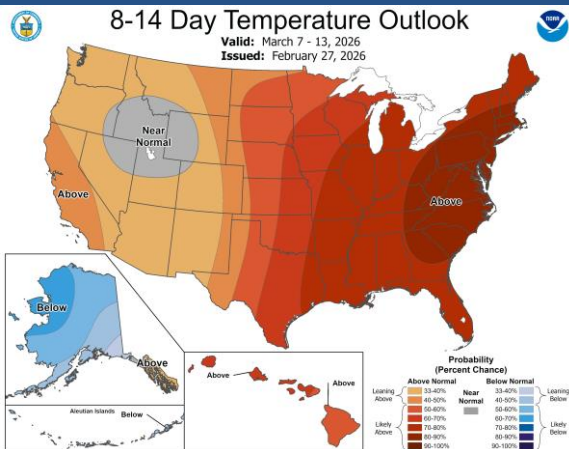 8-14 Day Temperature Outlook
Valid: March 7 - 13, 2026
Issued: February 27, 2026
NOAA
Near
Normal
Above
Above
Below
Above
Aleutian Islands
Below
Above
Above
Probability
(Percent Chance)
Above Normal
Below Normal
Leaning
Above
Likely
Above
33-40%
40-50%
50-60%
60-70%
70-80%
80-90%
90-100%
Near
Normal
33-40%
40-50%
50-60%
60-70%
70-80%
80-90%
90-100%
Leaning
Below
Likely
Below